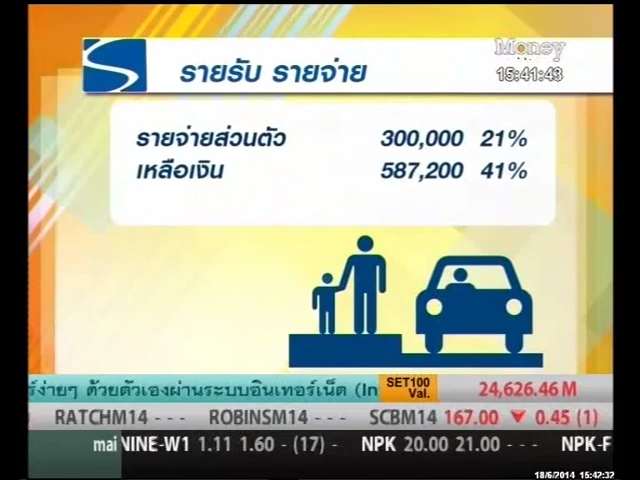 Money
15:41:43
รายรับ รายจ่าย
รายจ่ายส่วนตัว 300,000 21%
เหลือเงิน 587,200 41%
ร์ง่ายๆ ด้วยตัวเองผ่านระบบอินเทอร์เน็ต (In
SET100 Val. 24,626.46 M
RATCHM14 - - - ROBINSM14 - - - SCBM14 167.00 ▼ 0.45 (1)
mai NINE-W1 1.11 1.60 - (17) - NPK 20.00 21.00 - - - NPK-F
18/6/2014 15:42:32